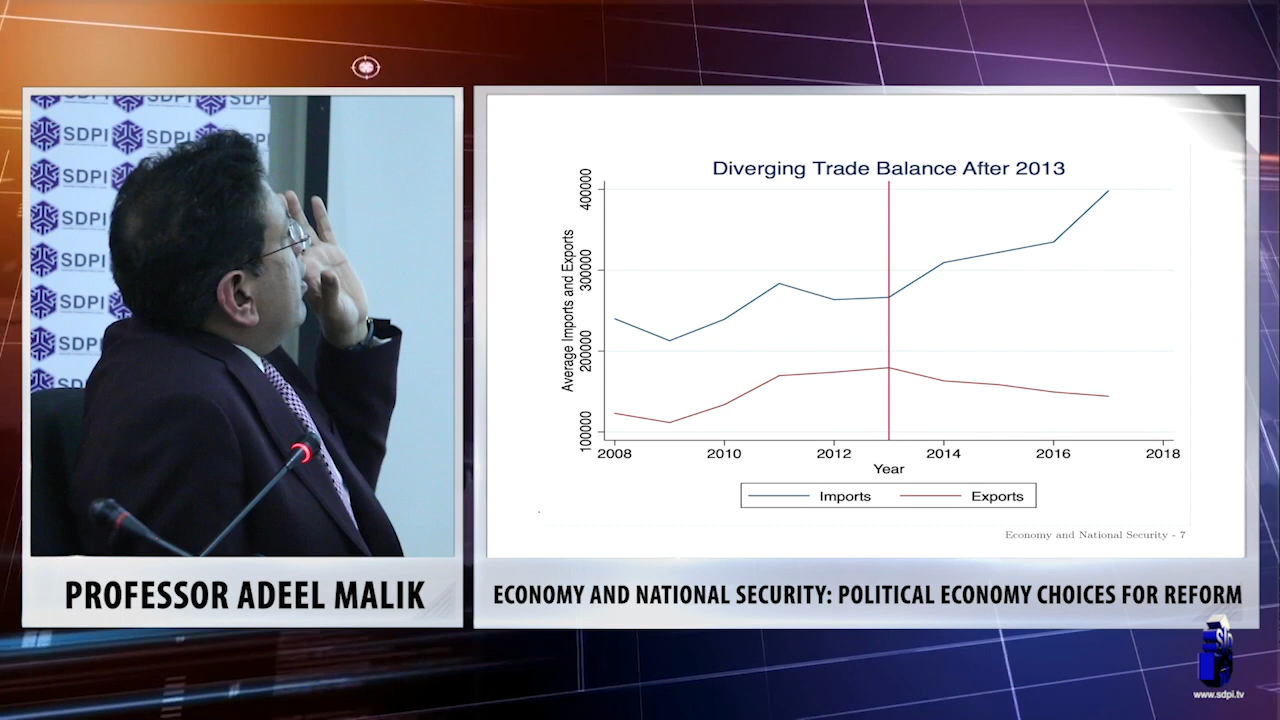 SDPI
SDPI
SDPI
SDPI
SDPI
SDPI
SDPI
SDPI
SDPI
Diverging Trade Balance After 2013
Average Imports and Exports
400000
300000
200000
100000
2008 2010 2012 2014 2016 2018
Year
Imports Exports
Economy and National Security - 7
PROFESSOR ADEEL MALIK
ECONOMY AND NATIONAL SECURITY: POLITICAL ECONOMY CHOICES FOR REFORM
www.sdpi.tv